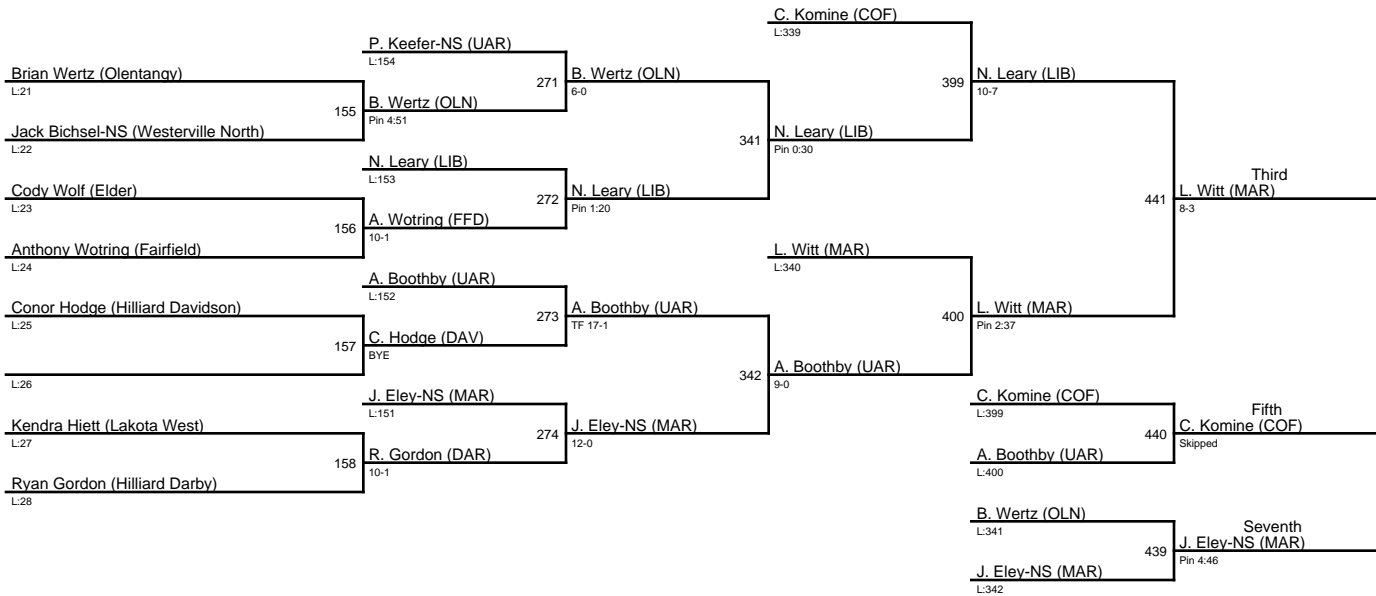 Brian Wertz (Olentangy)
L:21
Jack Bichsel-NS (Westerville North)
L:22
Cody Wolf (Elder)
L:23
Anthony Wotring (Fairfield)
L:24
Conor Hodge (Hilliard Davidson)
L:25
L:26
Kendra Hiett (Lakota West)
L:27
Ryan Gordon (Hilliard Darby)
L:28
155
156
157
158
P. Keefer-NS (UAR)
L:154
B. Wertz (OLN)
Pin 4:51
N. Leary (LIB)
L:153
A. Wotring (FFD)
10-1
A. Boothby (UAR)
L:152
C. Hodge (DAV)
BYE
J. Eley-NS (MAR)
L:151
R. Gordon (DAR)
10-1
271
272
273
274
B. Wertz (OLN)
6-0
N. Leary (LIB)
Pin 1:20
A. Boothby (UAR)
TF 17-1
J. Eley-NS (MAR)
12-0
341
342
C. Komine (COF)
L:339
N. Leary (LIB)
Pin 0:30
L. Witt (MAR)
L:340
A. Boothby (UAR)
9-0
399
400
N. Leary (LIB)
10-7
L. Witt (MAR)
Pin 2:37
441
Third
L. Witt (MAR)
8-3
C. Komine (COF)
L:399
A. Boothby (UAR)
L:400
440
Fifth
C. Komine (COF)
Skipped
B. Wertz (OLN)
L:341
J. Eley-NS (MAR)
L:342
439
Seventh
J. Eley-NS (MAR)
Pin 4:46